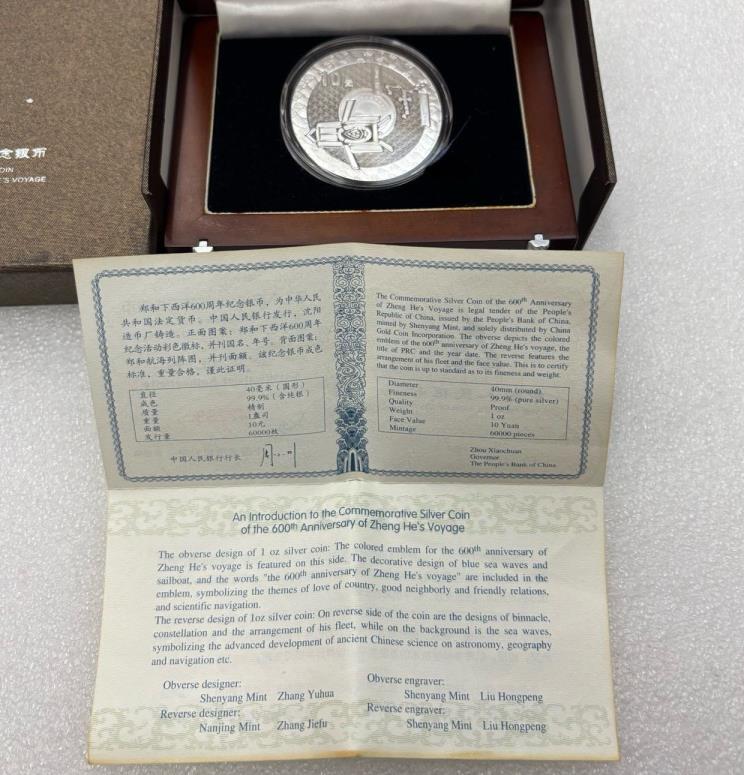 念银币
OIN
'S VOYAGE
10元
郑和下西洋600周年纪念银币，为中华人民
共和国法定货币。中国人民银行发行，沈阳
造币厂铸造。正面图案：郑和下西洋600周年
纪念活动彩色徽标，并刊国名、年号。背面图案：
郑和航海列阵图，并刊面额。该纪念银币成色
标准，重量合格，谨此证明。
直径 40毫米（圆形）
成色 99.9%（含纯银）
质量 精制
重量 1盎司
面额 10元
发行量 60000枚
中国人民银行行长
The Commemorative Silver Coin of the 600th Anniversary
of Zheng He's Voyage is legal tender of the People's
Republic of China, issued by the People's Bank of China,
minted by Shenyang Mint, and solely distributed by China
Gold Coin Incorporation. The obverse depicts the colored
emblem of the 600th anniversary of Zheng He's voyage, the
title of PRC and the year date. The reverse features the
arrangement of his fleet and the face value. This is to certify
that the coin is up to standard as to its fineness and weight.
Diameter 40mm (round)
Fineness 99.9% (pure silver)
Quality Proof
Weight 1 oz
Face Value 10 Yuan
Mintage 60000 pieces
Zhou Xiaochuan
Governor
The People's Bank of China
An Introduction to the Commemorative Silver Coin
of the 600th Anniversary of Zheng He's Voyage
The obverse design of 1 oz silver coin: The colored emblem for the 600th anniversary of
Zheng He's voyage is featured on this side. The decorative design of blue sea waves and
sailboat, and the words "the 600th anniversary of Zheng He's voyage" are included in the
emblem, symbolizing the themes of love of country, good neighborly and friendly relations,
and scientific navigation.
The reverse design of 1oz silver coin: On reverse side of the coin are the designs of binnacle,
constellation and the arrangement of his fleet, while on the background is the sea waves,
symbolizing the advanced development of ancient Chinese science on astronomy, geography
and navigation etc.
Obverse designer:
Shenyang Mint Zhang Yuhua
Reverse designer:
Nanjing Mint Zhang Jiefu
Obverse engraver:
Shenyang Mint Liu Hongpeng
Reverse engraver:
Shenyang Mint Liu Hongpeng